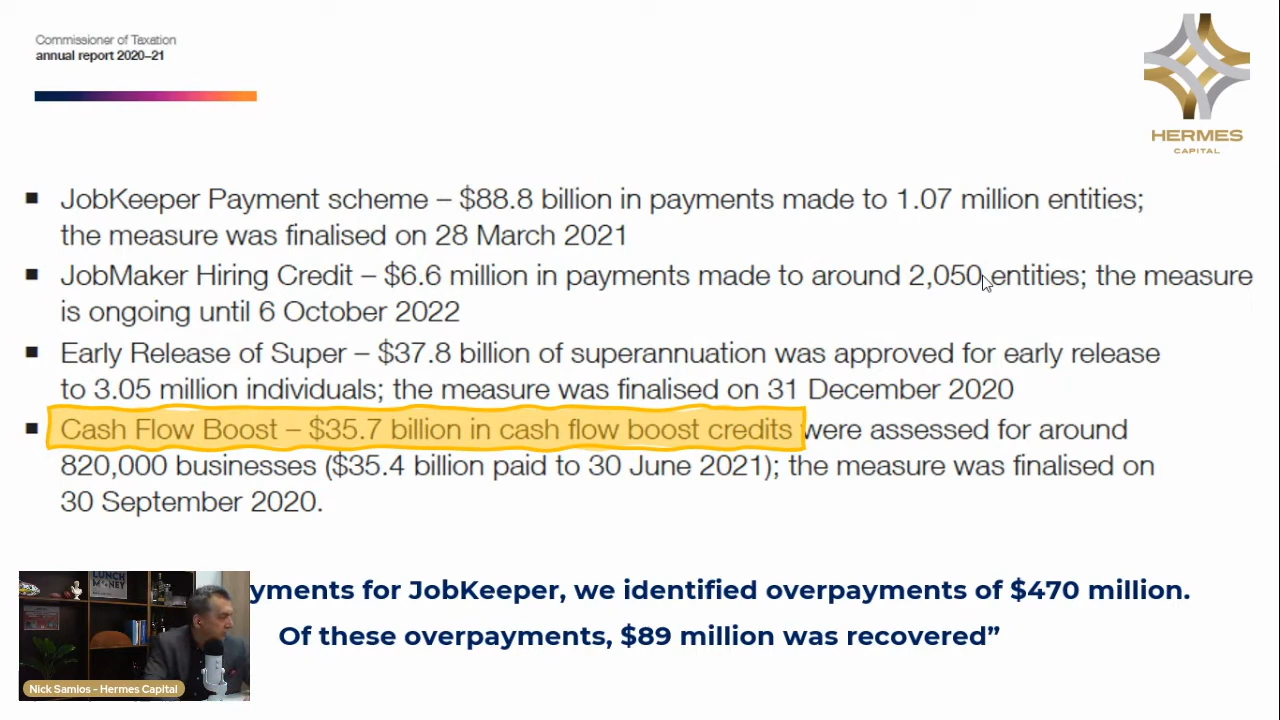 Commissioner of Taxation
annual report 2020–21
HERMES
CAPITAL
■ JobKeeper Payment scheme – $88.8 billion in payments made to 1.07 million entities;
the measure was finalised on 28 March 2021
■ JobMaker Hiring Credit – $6.6 million in payments made to around 2,050 entities; the measure
is ongoing until 6 October 2022
■ Early Release of Super – $37.8 billion of superannuation was approved for early release
to 3.05 million individuals; the measure was finalised on 31 December 2020
■ Cash Flow Boost – $35.7 billion in cash flow boost credits were assessed for around
820,000 businesses ($35.4 billion paid to 30 June 2021); the measure was finalised on
30 September 2020.
yments for JobKeeper, we identified overpayments of $470 million.
Of these overpayments, $89 million was recovered”
LUNCH
MONEY
Nick Samios - Hermes Capital